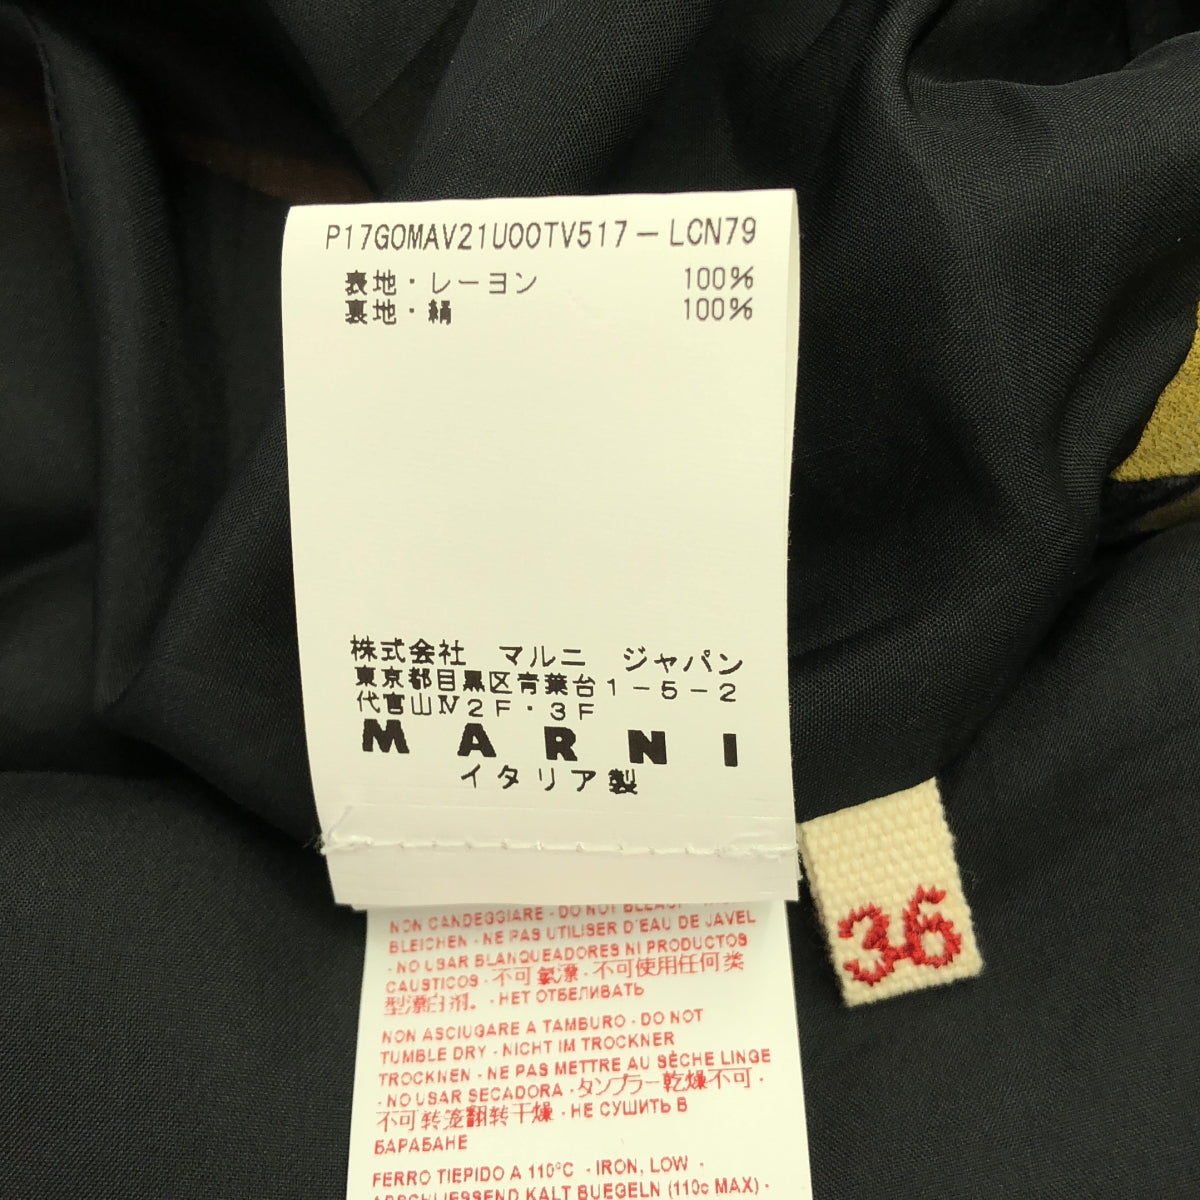 P17GOMAV21U00TV517-LCN79
表地・レーヨン 100%
裏地・絹 100%
株式会社 マルニ ジャパン
東京都目黒区青葉台1-5-2
代官山Ⅳ2F・3F
MARNI
イタリア製
36
NON CANDEGGIARE - DO NOT BLEACH -
BLEICHEN - NE PAS UTILISER D'EAU DE JAVEL
- NO USAR BLANQUEADORES NI PRODUCTOS
CAUSTICOS - 不可氯漂 - 不可使用任何类
型漂白剂。 - НЕТ ОТБЕЛИВАТЬ
NON ASCIUGARE A TAMBURO - DO NOT
TUMBLE DRY - NICHT IM TROCKNER
TROCKNEN - NE PAS METTRE AU SÈCHE LINGE
- NO USAR SECADORA - タンブラー乾燥不可 -
不可转笼翻转干燥 - НЕ СУШИТЬ В
БАРАБАНЕ
FERRO TIEPIDO A 110°C - IRON, LOW -
ABSCHLIESSEND KALT BUEGELN (110c MAX) -